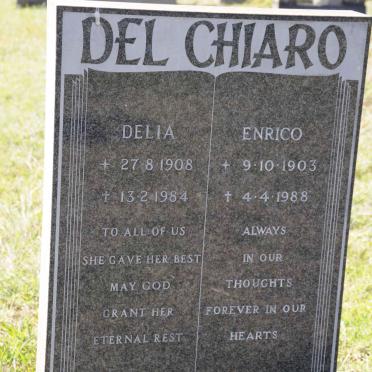 DEL CHIARO
DELIA
* 27·8·1908
† 13·2·1984
TO ALL OF US
SHE GAVE HER BEST
MAY GOD
GRANT HER
ETERNAL REST
ENRICO
* 9·10·1903
† 4·4·1988
ALWAYS
IN OUR
THOUGHTS
FOREVER IN OUR
HEARTS